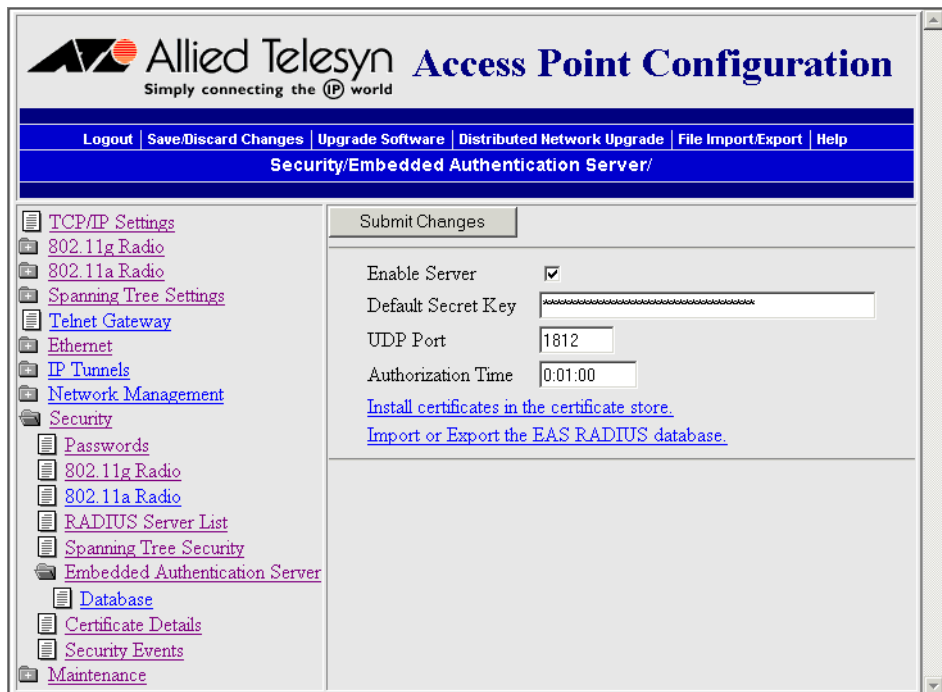 Allied Telesyn
Simply connecting the IP world
Access Point Configuration
Logout | Save/Discard Changes | Upgrade Software | Distributed Network Upgrade | File Import/Export | Help
Security/Embedded Authentication Server/
TCP/IP Settings
802.11g Radio
802.11a Radio
Spanning Tree Settings
Telnet Gateway
Ethernet
IP Tunnels
Network Management
Security
Passwords
802.11g Radio
802.11a Radio
RADIUS Server List
Spanning Tree Security
Embedded Authentication Server
Database
Certificate Details
Security Events
Maintenance
Submit Changes
Enable Server
Default Secret Key
UDP Port 1812
Authorization Time 0:01:00
Install certificates in the certificate store.
Import or Export the EAS RADIUS database.